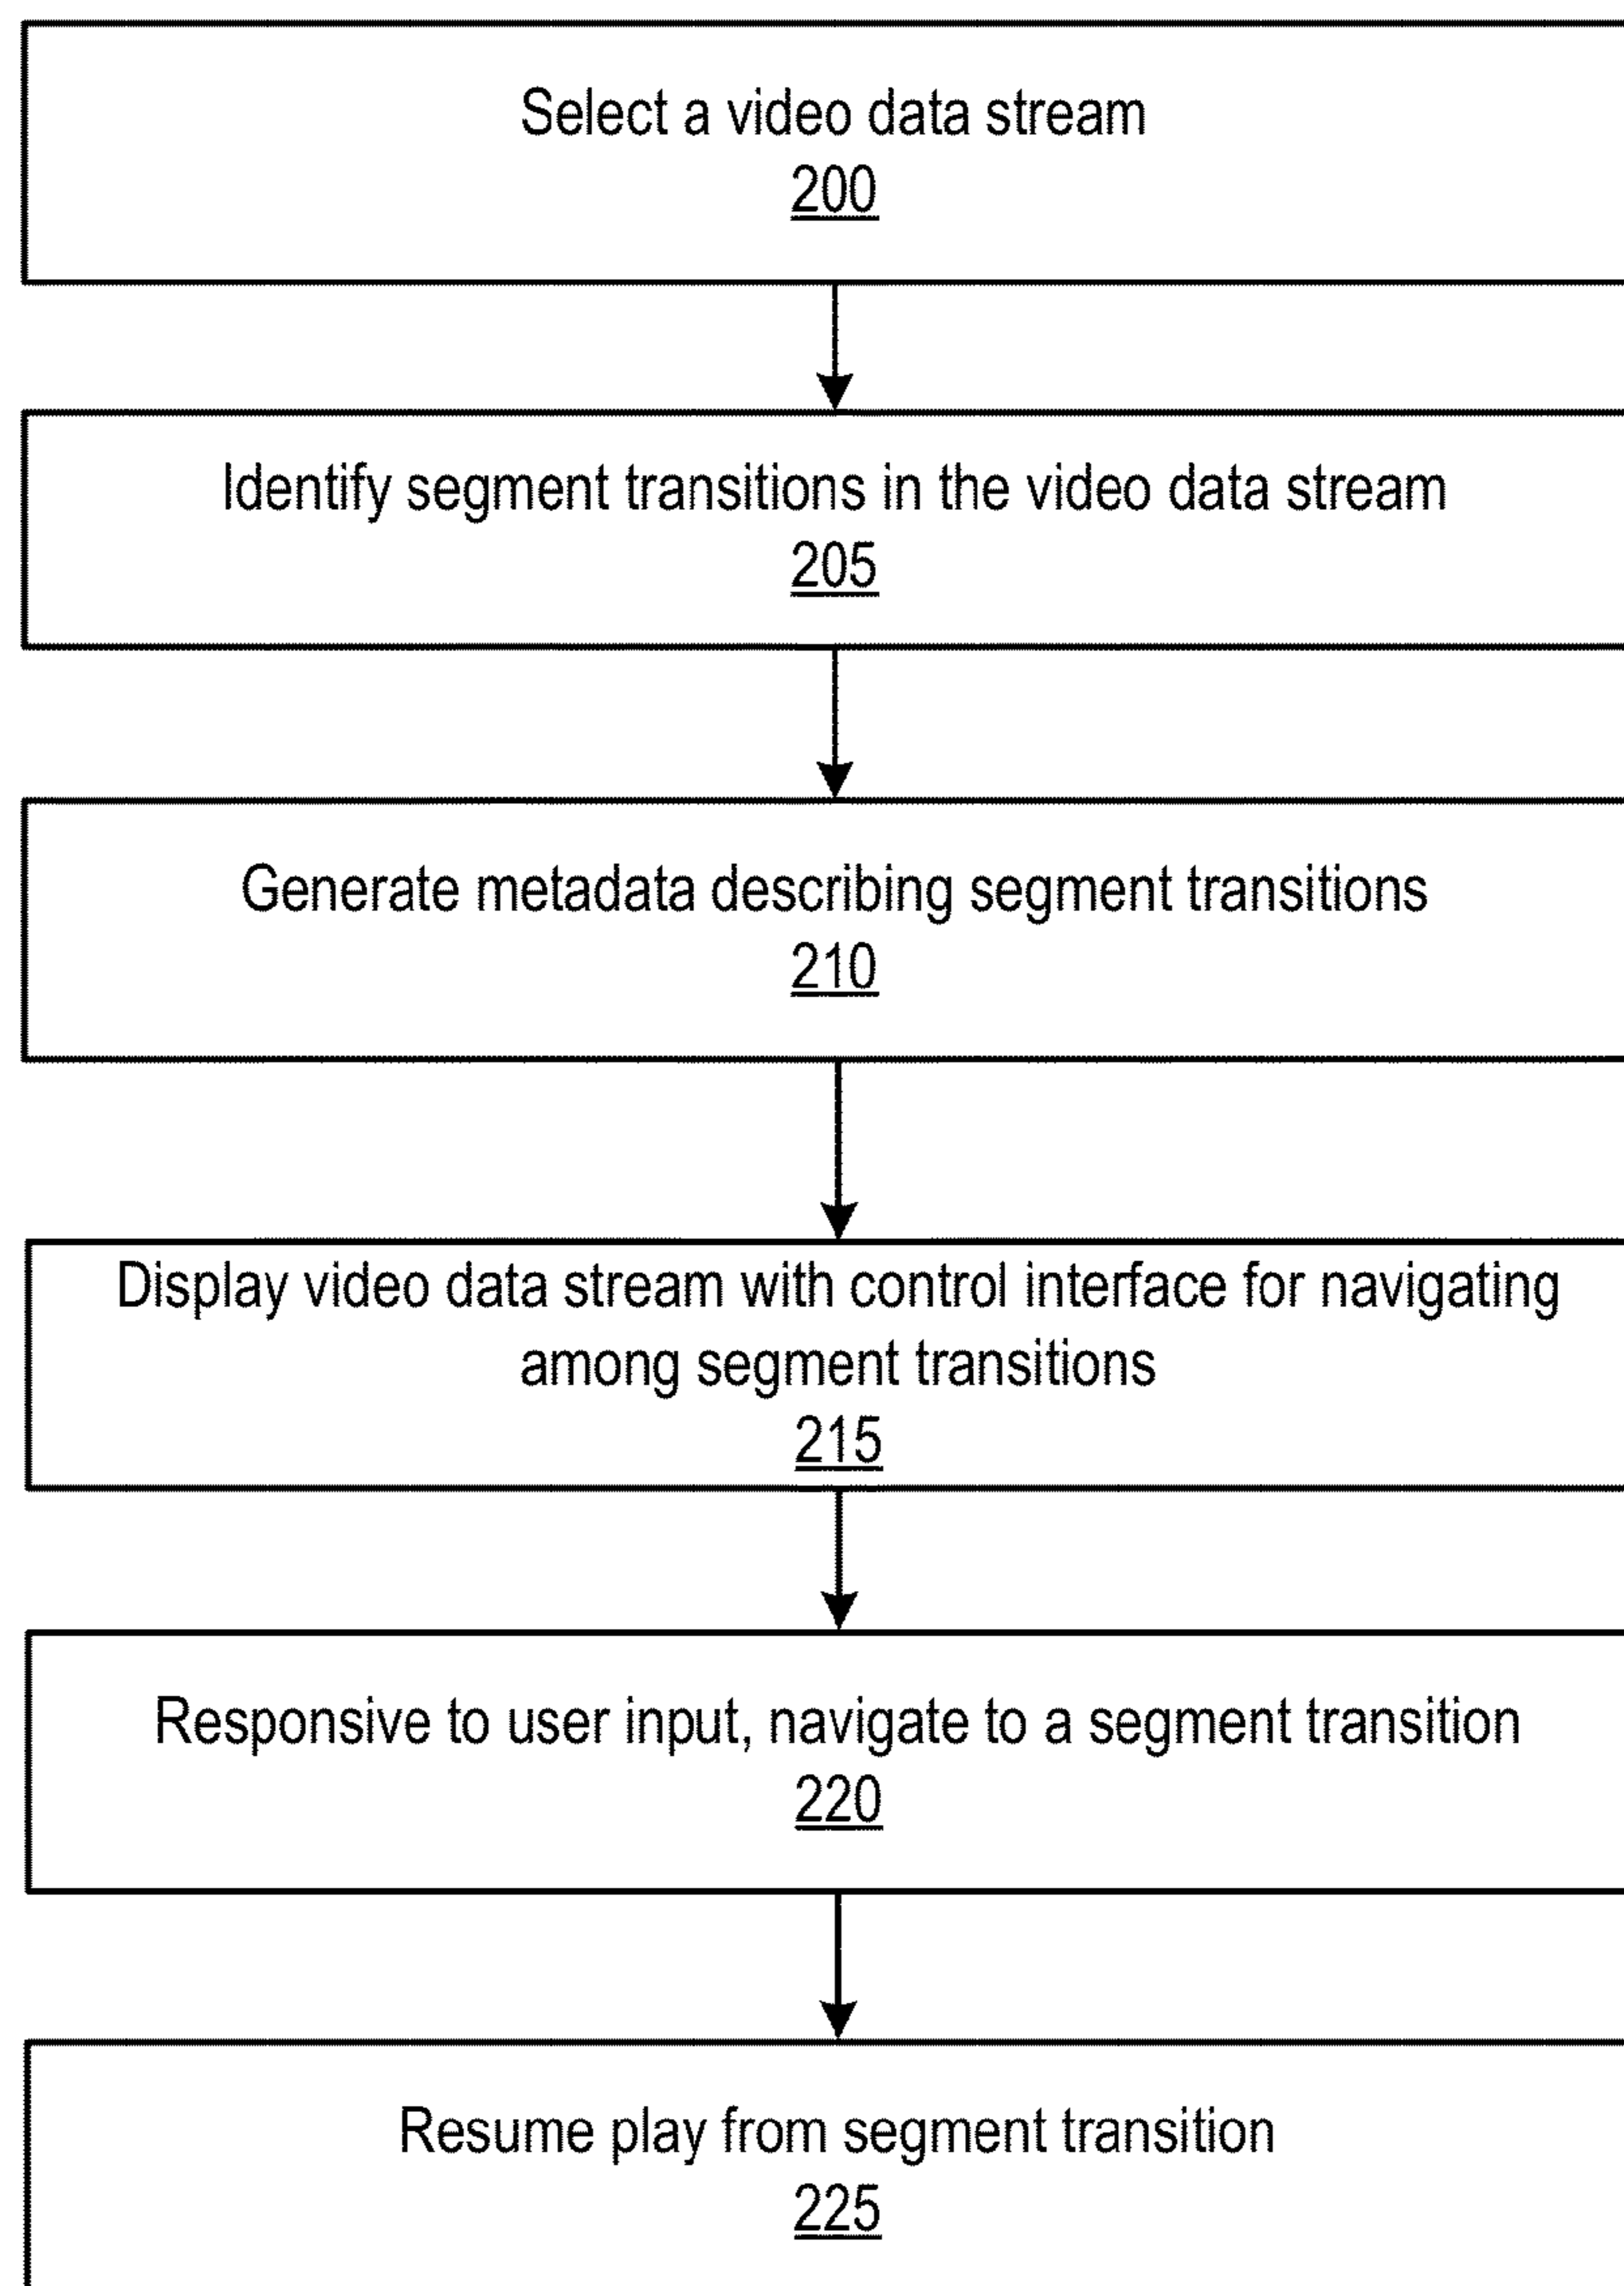 Select a video data stream
200
Identify segment transitions in the video data stream
205
Generate metadata describing segment transitions
210
Display video data stream with control interface for navigating
among segment transitions
215
Responsive to user input, navigate to a segment transition
220
Resume play from segment transition
225